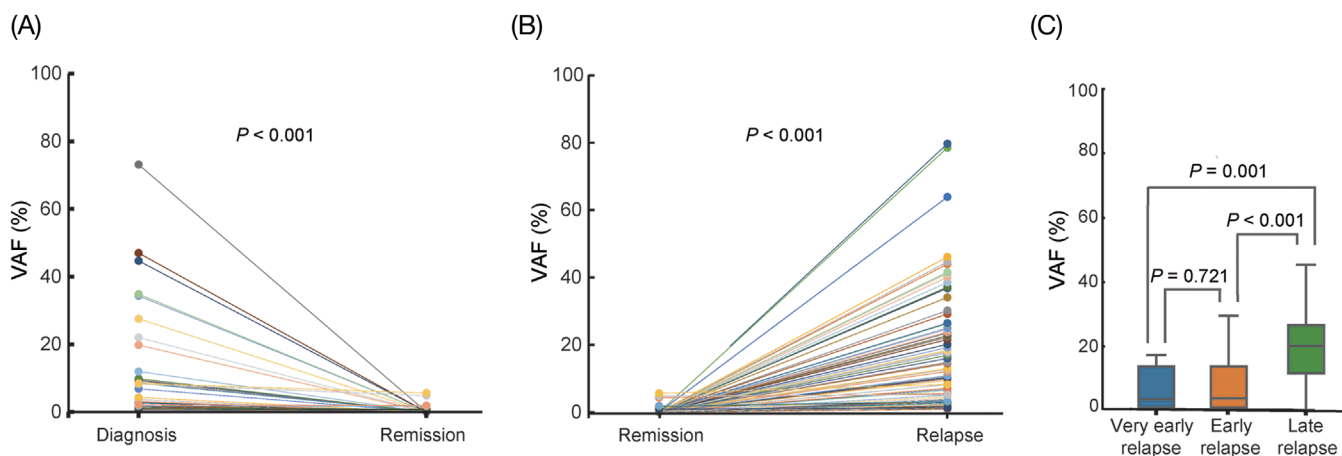 (A)
VAF (%)
100
80
60
40
20
0
P < 0.001
Diagnosis
Remission
(B)
VAF (%)
100
80
60
40
20
0
P < 0.001
Remission
Relapse
(C)
VAF (%)
100
80
60
40
20
0
P = 0.001
P < 0.001
P = 0.721
Very early
relapse
Early
relapse
Late
relapse